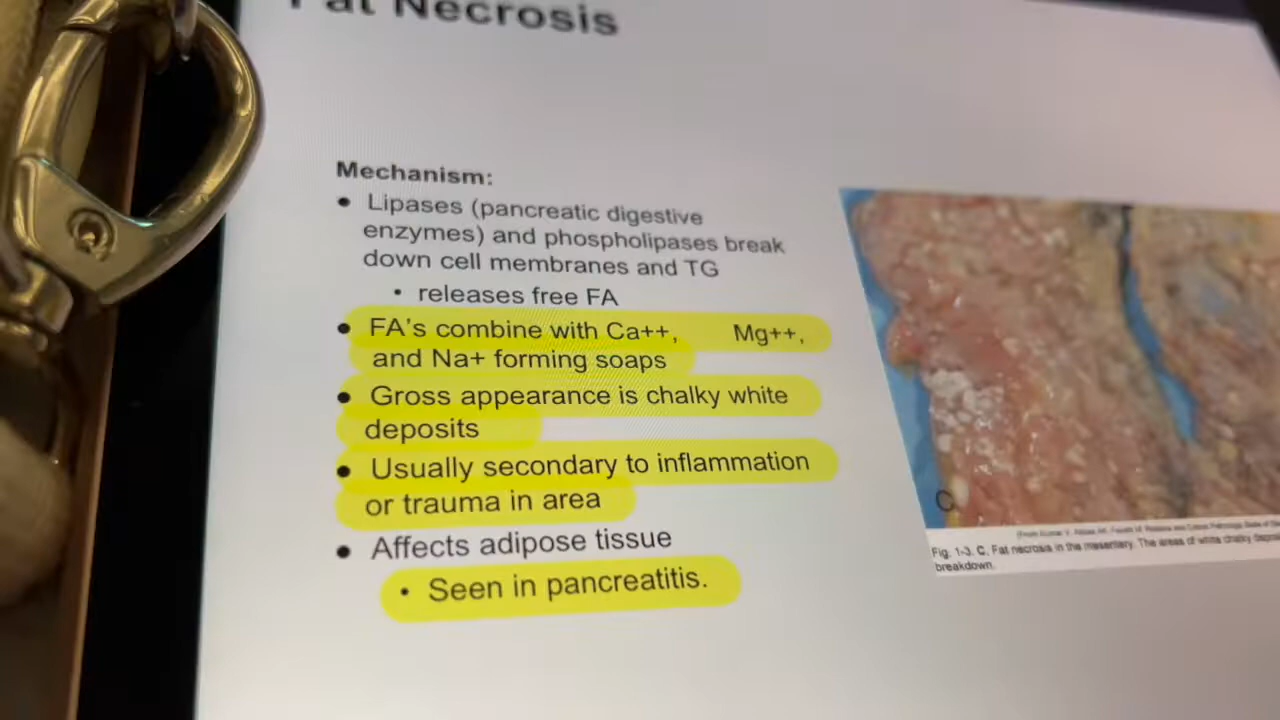 Fat Necrosis
Mechanism:
• Lipases (pancreatic digestive
enzymes) and phospholipases break
down cell membranes and TG
• releases free FA
• FA's combine with Ca++, Mg++,
and Na+ forming soaps
• Gross appearance is chalky white
deposits
• Usually secondary to inflammation
or trauma in area
• Affects adipose tissue
• Seen in pancreatitis.
C
Fig. 1-3. C. Fat necrosis in the mesentery. The areas of white chalky
breakdown.